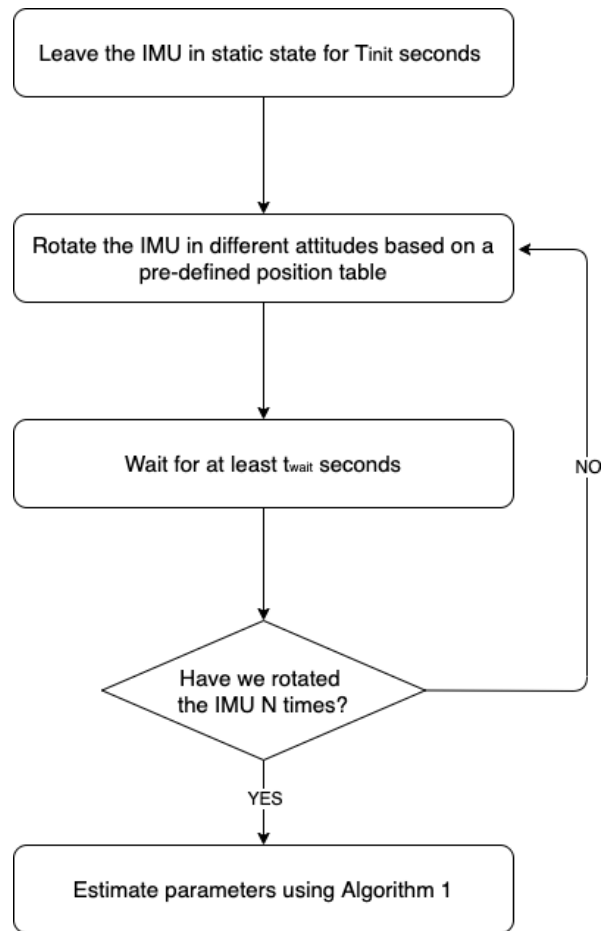 Leave the IMU in static state for Tinit seconds
Rotate the IMU in different attitudes based on a
pre-defined position table
Wait for at least twait seconds
NO
Have we rotated
the IMU N times?
YES
Estimate parameters using Algorithm 1